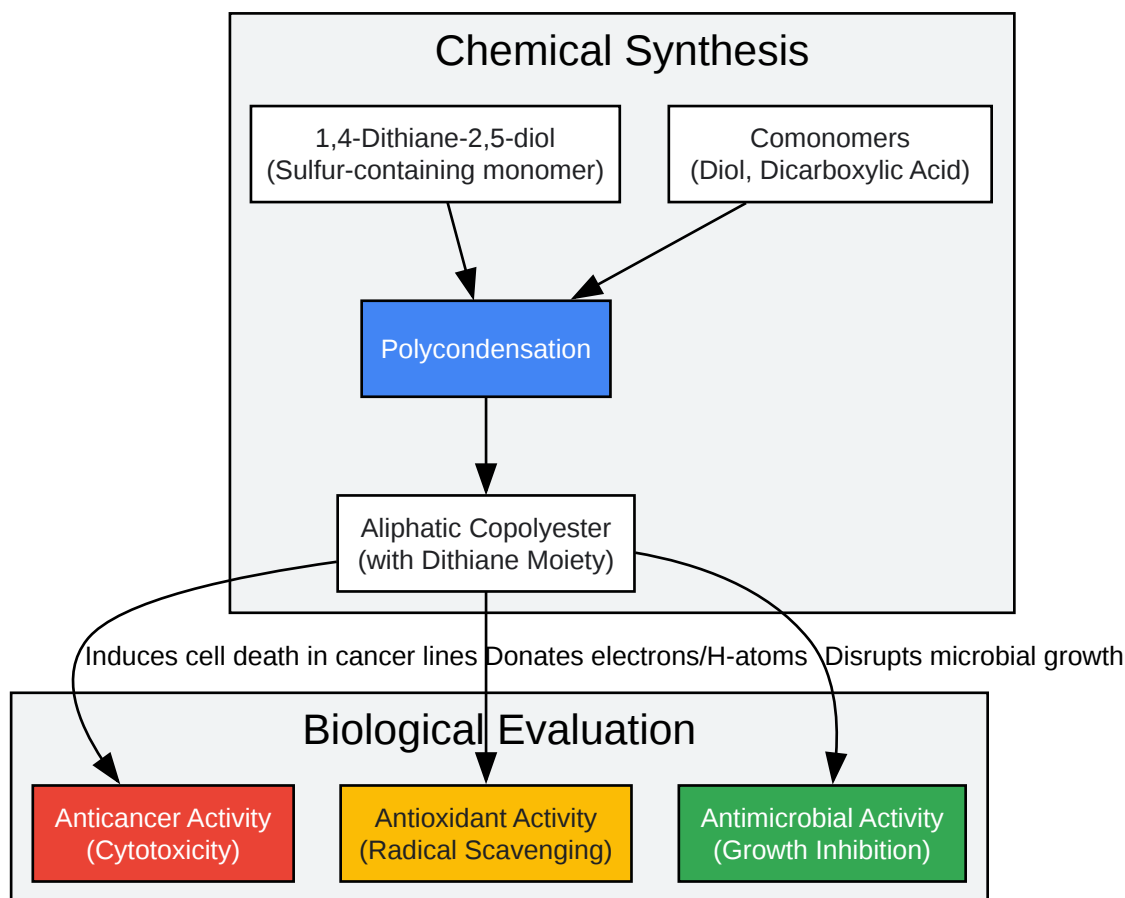 Chemical Synthesis
1,4-Dithiane-2,5-diol
(Sulfur-containing monomer)
Comonomers
(Diol, Dicarboxylic Acid)
Polycondensation
Aliphatic Copolyester
(with Dithiane Moiety)
Induces cell death in cancer lines
Donates electrons/H-atoms
Disrupts microbial growth
Biological Evaluation
Anticancer Activity
(Cytotoxicity)
Antioxidant Activity
(Radical Scavenging)
Antimicrobial Activity
(Growth Inhibition)